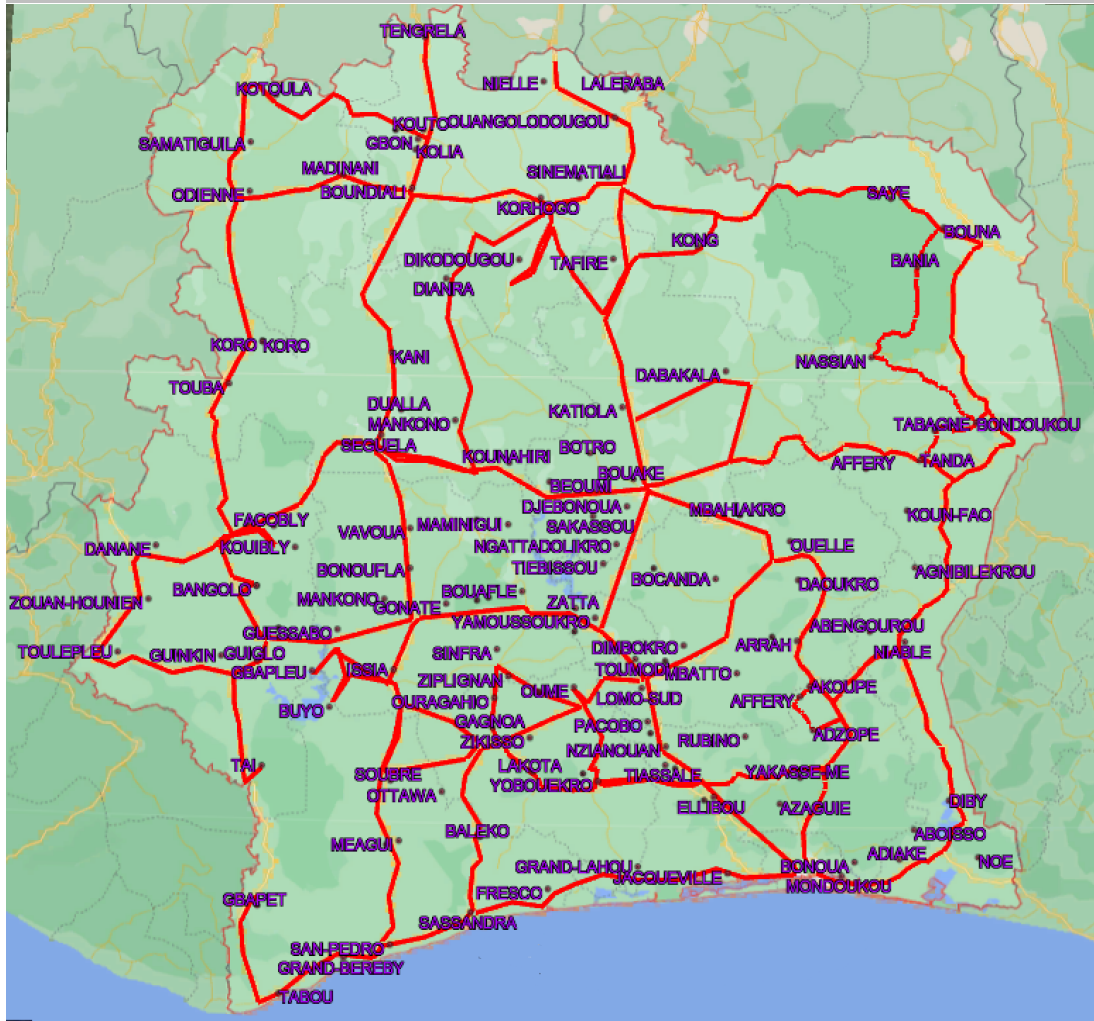 TENGRELA
NIELLE
LALERABA
KOTOULA
KOUTO
OUANGOLODOUGOU
SAMATIGUILA
GBON
KOLIA
MADINANI
SINEMATIALI
ODIENNE
BOUNDIALI
SAYE
KORHOGO
BOUNA
KONG
DIKODOUGOU
TAFIRE
BANIA
DIANRA
KORO
KORO
KANI
NASSIAN
DABAKALA
TOUBA
DUALLA
KATIOLA
MANKONO
TABAGNE
BONDOUKOU
SEGUELA
BOTRO
KOUNAHIRI
AFFERY
TANDA
BOUAKE
BEOUNI
DJEBONOUA
MBAHIAKRO
KOUN-FAO
FACOBLY
MAMINIGUI
SAKASSOU
VAVOUA
DANANE
KOUIBLY
NGATTADOLIKRO
OUELLE
BONOUFLA
TIEBISSOU
AGNIBILEKROU
BANGOLO
BOCANDA
DAOUKRO
BOUAFLE
ZOUAN-HOUNIEN
MANKONO
GONATE
ZATTA
YAMOUSSOUKRO
ABENGOUROU
GUESSABO
ARRAH
DIMBOKRO
TOULEPLEU
GUINKIN
GUIGLO
SINFRA
NIABLE
GBAPLEU
ISSIA
TOUMODI
MBATTO
ZIPLIGNAN
AKOUPE
OUME
LOMO-SUD
OURAGAHIO
AFFERY
BUYO
GAGNOA
PACOBO
ADZOPE
ZIKISSO
RUBINO
NZIANOUAN
TAI
LAKOTA
SOUBRE
TIASSALE
YAKASSE-ME
YOBOUEKRO
OTTAWA
DIBY
ELLIBOU
AZAGUIE
BALEKO
ABOISSO
MEAGUI
ADIAKE
NOE
GRAND-LAHOU
BONOUA
JACQUEVILLE
MONDOUKOU
FRESCO
GBAPET
SASSANDRA
SAN-PEDRO
GRAND-BEREBY
TABOU